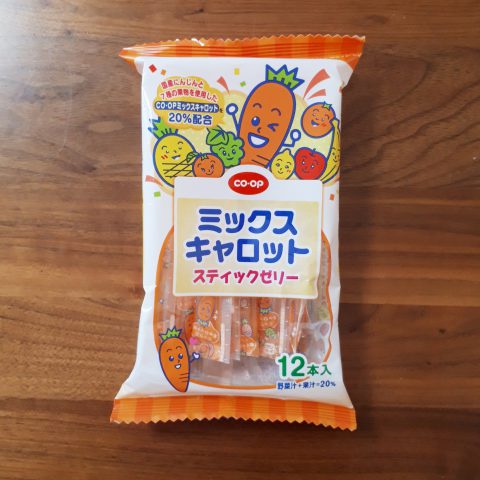 国産にんじんと
7種の果物を使用した
CO・OPミックスキャロットを
20%配合
CO・OP
ミックス
キャロット
スティックゼリー
12本入
野菜汁+果汁=20%